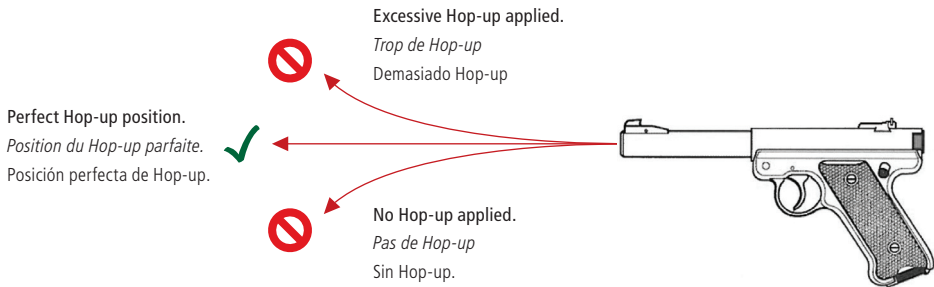 Excessive Hop-up applied.
Trop de Hop-up
Demasiado Hop-up
Perfect Hop-up position.
Position du Hop-up parfaite.
Posición perfecta de Hop-up.
No Hop-up applied.
Pas de Hop-up
Sin Hop-up.